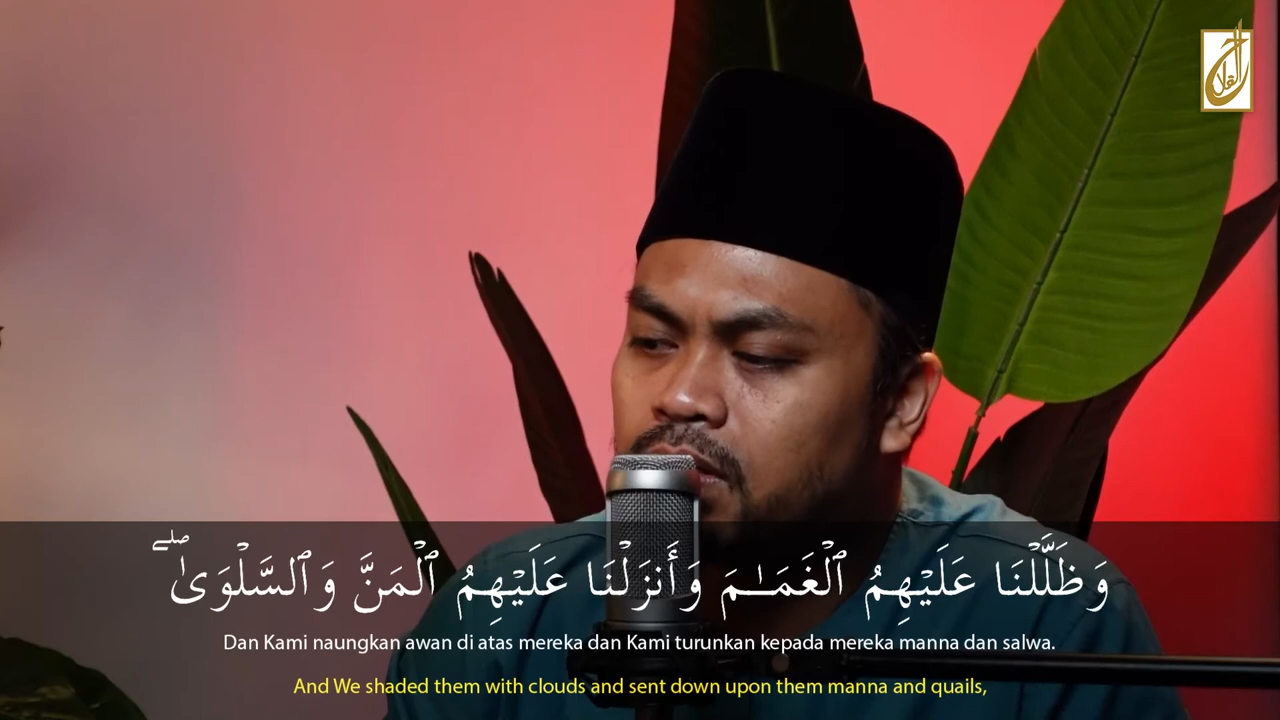 وَظَلَّلْنَا عَلَيْهِمُ ٱلْغَمَـٰمَ وَأَنزَلْنَا عَلَيْهِمُ ٱلْمَنَّ وَٱلسَّلْوَىٰ ۖ
Dan Kami naungkan awan di atas mereka dan Kami turunkan kepada mereka manna dan salwa.
And We shaded them with clouds and sent down upon them manna and quails,